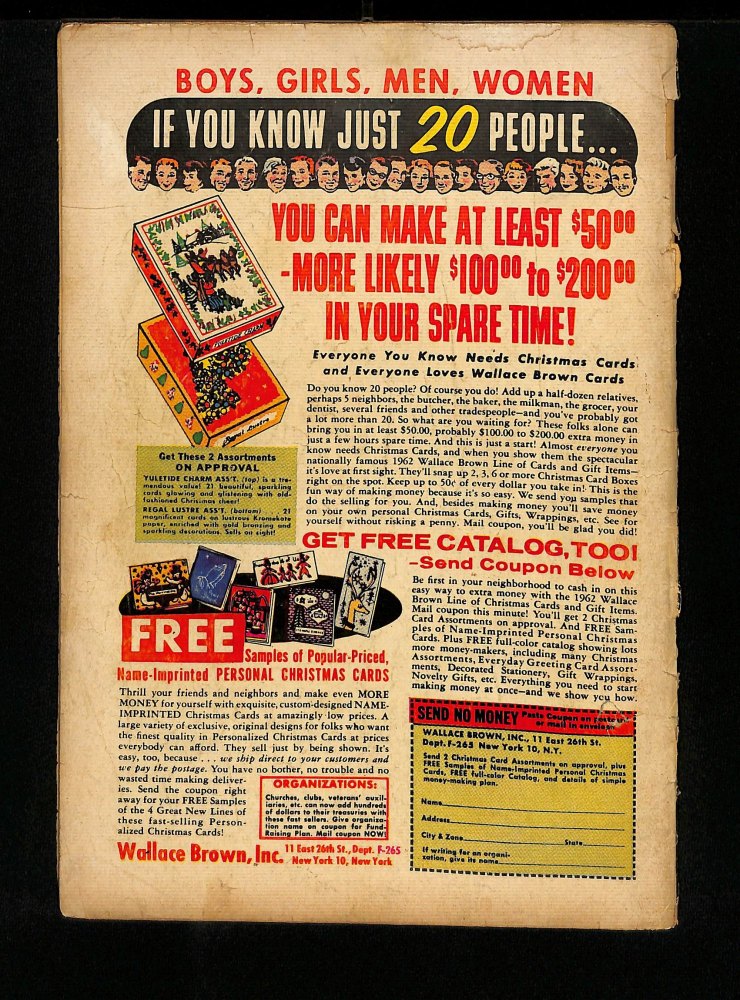 BOYS, GIRLS, MEN, WOMEN
IF YOU KNOW JUST 20 PEOPLE...
YOU CAN MAKE AT LEAST $5000
-MORE LIKELY $10000 to $20000
IN YOUR SPARE TIME!
Everyone You Know Needs Christmas Cards
and Everyone Loves Wallace Brown Cards
Do you know 20 people? Of course you do! Add up a half-dozen relatives,
perhaps 5 neighbors, the butcher, the baker, the milkman, the grocer, your
dentist, several friends and other tradespeople—and you've probably got
a lot more than 20. So what are you waiting for? These folks alone can
bring you in at least $50.00, probably $100.00 to $200.00 extra money in
just a few hours spare time. And this is just a start! Almost everyone you
know needs Christmas Cards, and when you show them the spectacular
nationally famous 1962 Wallace Brown Line of Cards and Gift Items—
it's love at first sight. They'll snap up 2, 3, 6 or more Christmas Card Boxes
right on the spot. Keep up to 50¢ of every dollar you take in! This is the
fun way of making money because it's so easy. We send you samples that
do the selling for you. And, besides making money you'll save money
on your own personal Christmas Cards, Gifts, Wrappings, etc. See for
yourself without risking a penny. Mail coupon, you'll be glad you did!
Get These 2 Assortments
ON APPROVAL
YULETIDE CHARM ASS'T. (top) is a tre-
mendous value! 21 beautiful, sparkling
cards glowing and glistening with old-
fashioned Christmas cheer!
REGAL LUSTRE ASS'T. (bottom) 21
magnificent cards on lustrous Kromekote
paper, enriched with gold bronzing and
sparkling decorations. Sells on sight!
GET FREE CATALOG, TOO!
-Send Coupon Below
Be first in your neighborhood to cash in on this
easy way to extra money with the 1962 Wallace
Brown Line of Christmas Cards and Gift Items.
Mail coupon this minute! You'll get 2 Christmas
Card Assortments on approval. And FREE Sam-
ples of Name-Imprinted Personal Christmas
Cards. Plus FREE full-color catalog showing lots
more money-makers, including many Christmas
Assortments, Everyday Greeting Card Assort-
ments, Decorated Stationery, Gift Wrappings,
Novelty Gifts, etc. Everything you need to start
making money at once—and we show you how.
FREE
Samples of Popular-Priced,
Name-Imprinted PERSONAL CHRISTMAS CARDS
Thrill your friends and neighbors and make even MORE
MONEY for yourself with exquisite, custom-designed NAME-
IMPRINTED Christmas Cards at amazingly low prices. A
large variety of exclusive, original designs for folks who want
the finest quality in Personalized Christmas Cards at prices
everybody can afford. They sell just by being shown. It's
easy, too, because . . . we ship direct to your customers and
we pay the postage. You have no bother, no trouble and no
wasted time making deliver-
ies. Send the coupon right
away for your FREE Samples
of the 4 Great New Lines of
these fast-selling Person-
alized Christmas Cards!
ORGANIZATIONS:
Churches, clubs, veterans' auxil-
iaries, etc. can now add hundreds
of dollars to their treasuries with
these fast sellers. Give organiza-
tion name on coupon for Fund-
Raising Plan. Mail coupon NOW!
Wallace Brown, Inc. 11 East 26th St., Dept. F-265
New York 10, New York
SEND NO MONEY Paste Coupon on postcard
or mail in envelope
WALLACE BROWN, INC., 11 East 26th St.
Dept. F-265 New York 10, N.Y.
Send 2 Christmas Card Assortments on approval, plus
FREE Samples of Name-Imprinted Personal Christmas
Cards, FREE full-color Catalog, and details of simple
money-making plan.
Name
Address
City & Zone State
If writing for an organi-
zation, give its name